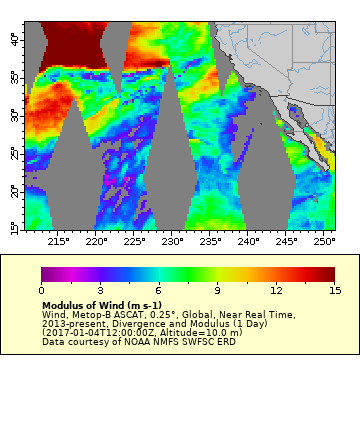 40°
35°
30°
25°
20°
15°
215° 220° 225° 230° 235° 240° 245° 250°
0 3 6 9 12 15
Modulus of Wind (m s-1)
Wind, Metop-B ASCAT, 0.25°, Global, Near Real Time,
2013-present, Divergence and Modulus (1 Day)
(2017-01-04T12:00:00Z, Altitude=10.0 m)
Data courtesy of NOAA NMFS SWFSC ERD